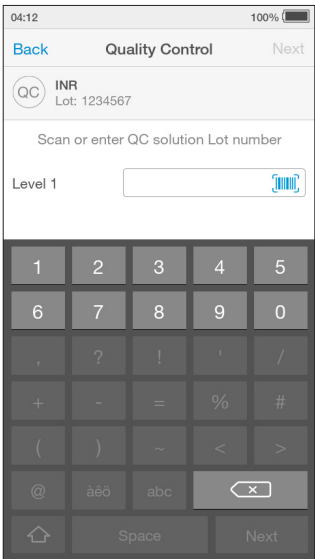 04:12 100%
Back Quality Control Next
QC INR
Lot: 1234567
Scan or enter QC solution Lot number
Level 1
1 2 3 4 5
6 7 8 9 0
, ? ! ' /
+ - = % #
( ) ~ < >
@ àêö abc
Space Next